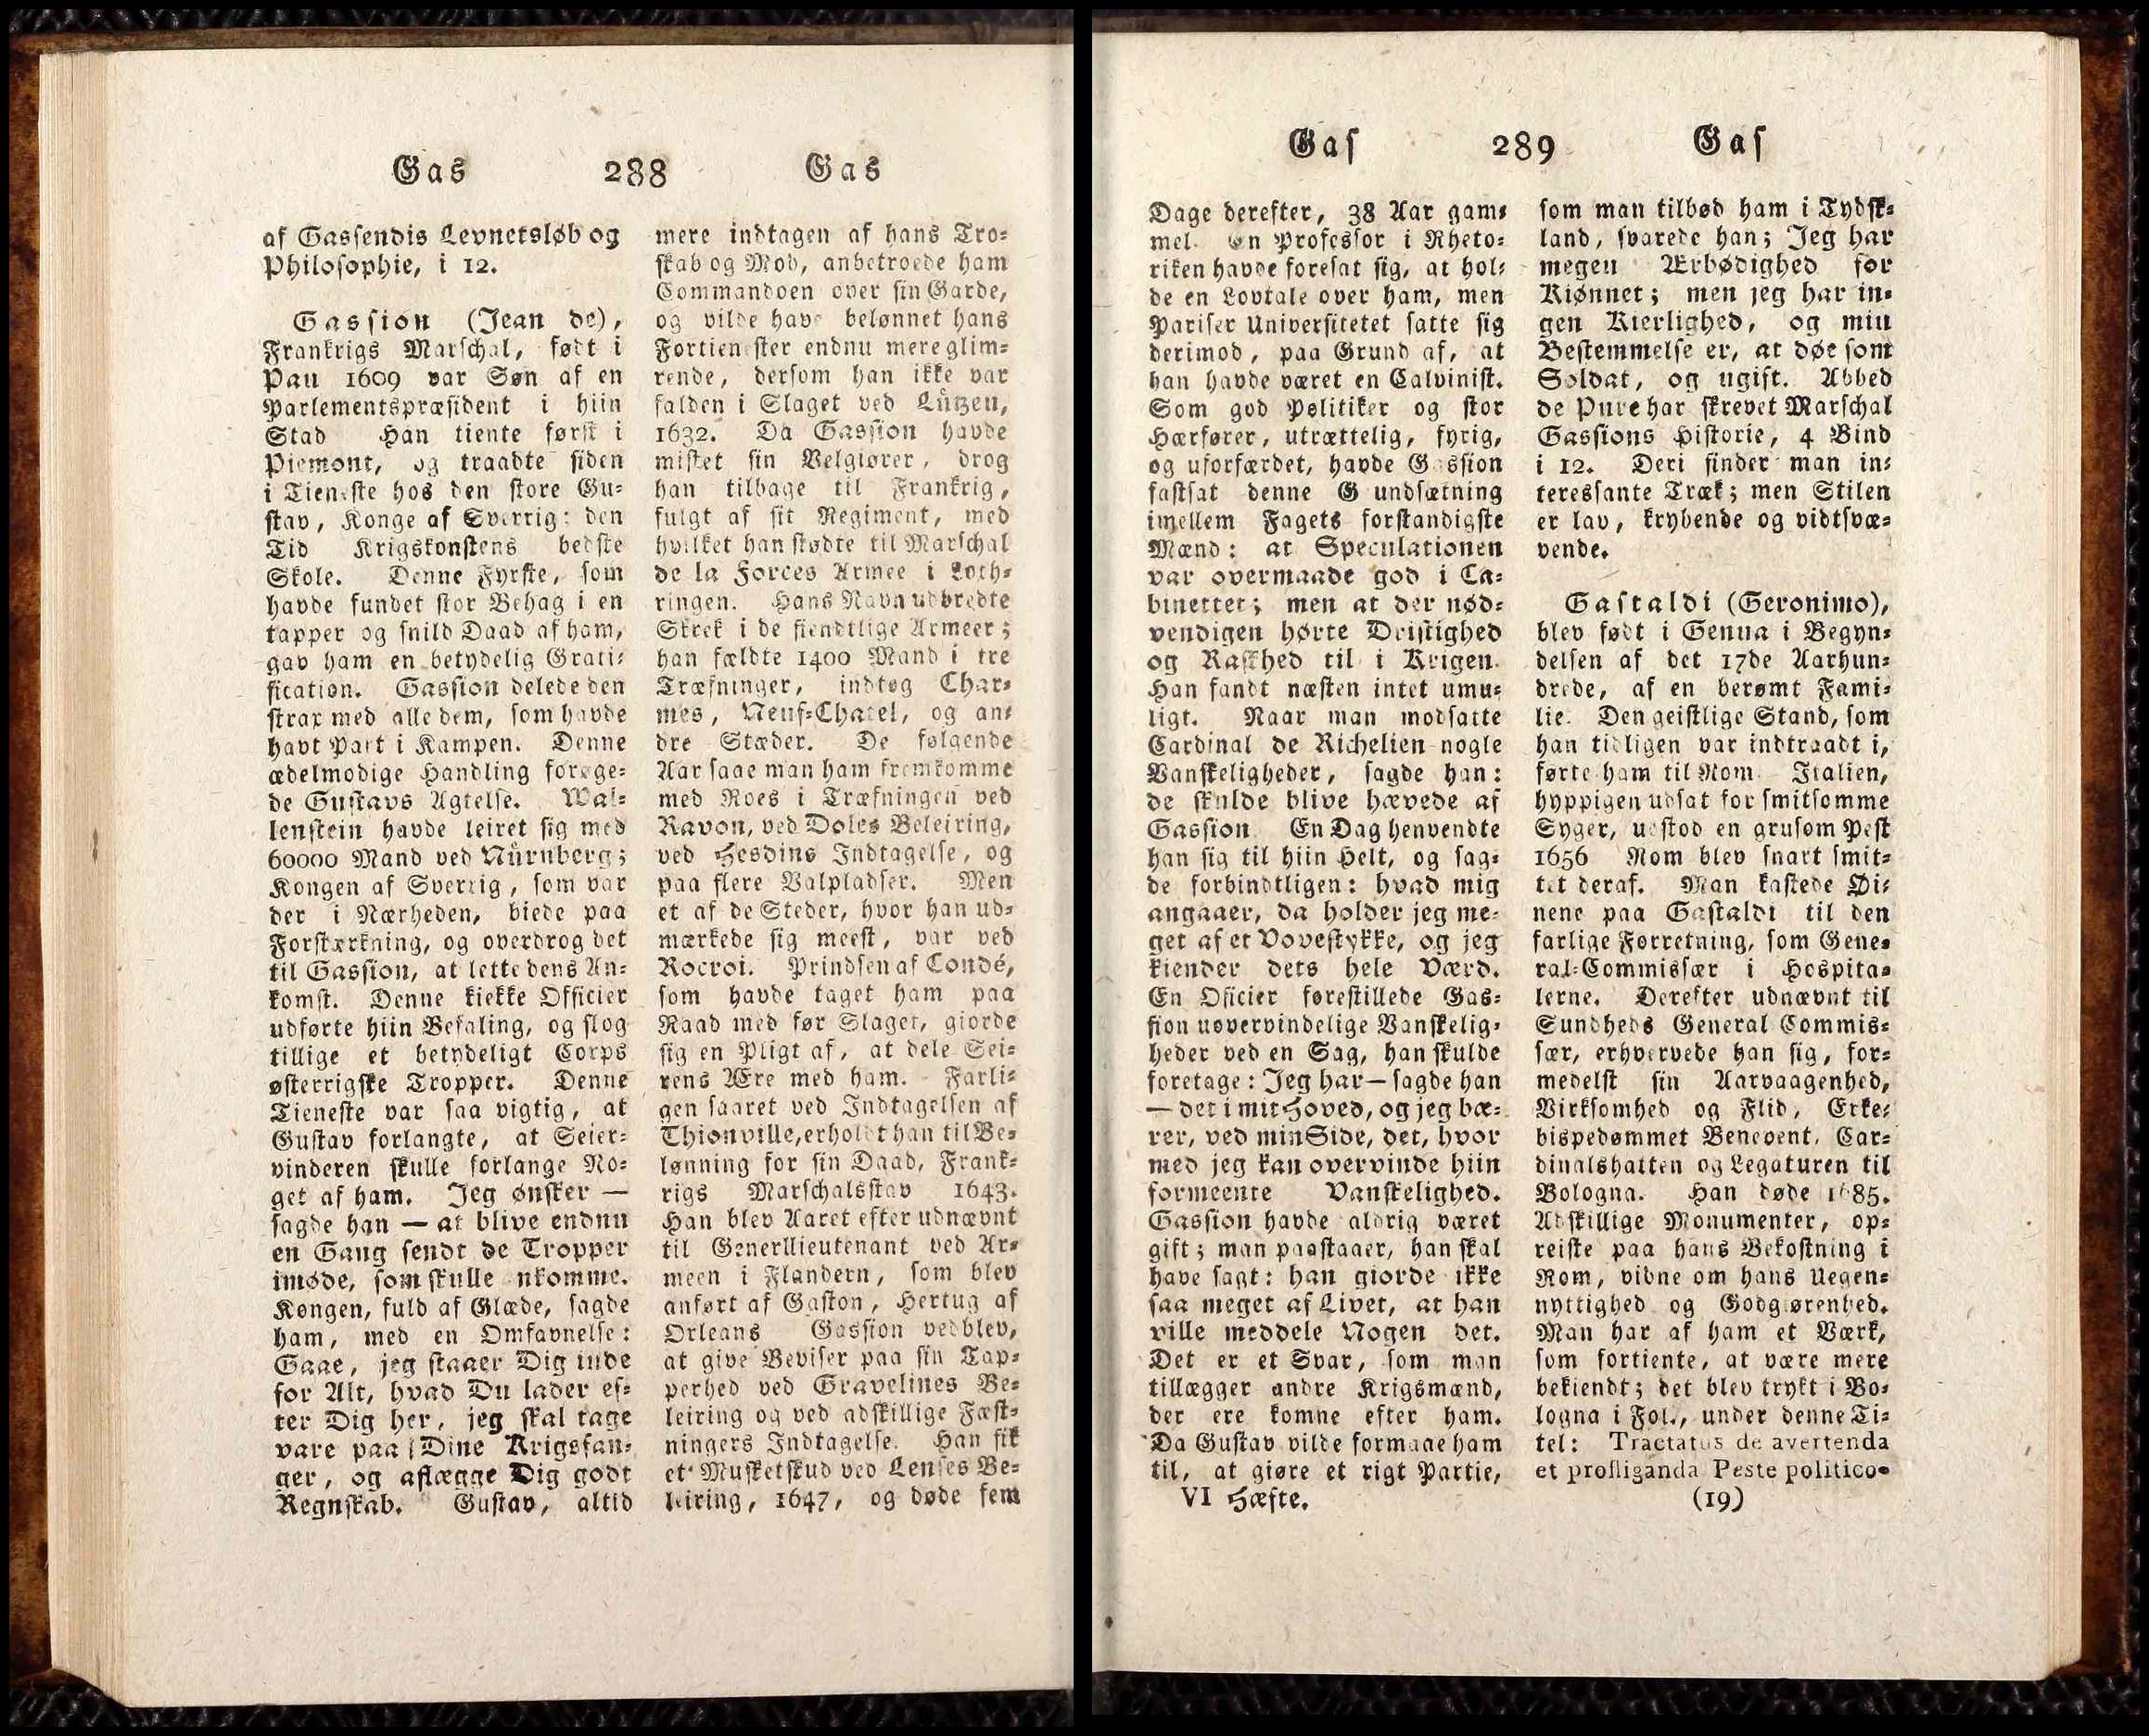 Gas 288 Gas
af Gassendis Levnetsløb og
Philosophie, i 12.
Gassion (Jean de),
Frankrigs Marschal, født i
Pau 1609 var Søn af en
Parlementspræsident i hiin
Stad Han tiente først i
Piemont, og traadte siden
i Tieneste hos den store Gu-
stav, Konge af Sverrig: den
Tid Krigskonstens bedste
Skole. Denne Fyrste, som
havde fundet stor Behag i en
tapper og snild Daad af ham,
gav ham en betydelig Grati-
fication. Gassion delede den
strax med alle dem, som havde
havt Part i Kampen. Denne
ædelmodige Handling forøge-
de Gustavs Agtelse. Wal-
lenstein havde leiret sig med
60000 Mand ved Nürnberg;
Kongen af Sverrig, som var
der i Nærheden, biede paa
Forstærkning, og overdrog det
til Gassion, at lette dens An-
komst. Denne kiekke Officier
udførte hiin Befaling, og slog
tillige et betydeligt Corps
østerrigske Tropper. Denne
Tieneste var saa vigtig, at
Gustav forlangte, at Seier-
vinderen skulle forlange No-
get af ham. Jeg ønsker —
sagde han — at blive endnu
en Gang sendt de Tropper
imøde, som skulle nkomme.
Kongen, fuld af Glæde, sagde
ham, med en Omfavnelse:
Gaae, jeg staaer Dig inde
for Alt, hvad Du lader ef-
ter Dig her, jeg skal tage
vare paa Dine Krigsfan-
ger, og aflægge Dig godt
Regnskab. Gustav, altid
mere indtagen af hans Tro-
skab og Mod, anbetroede ham
Commandoen over sin Garde,
og vilde have belønnet hans
Fortienester endnu mere glim-
rende, dersom han ikke var
falden i Slaget ved Lützen,
1632. Da Gassion havde
mistet sin Velgiører, drog
han tilbage til Frankrig,
fulgt af sit Regiment, med
hvilket han stødte til Marschal
de la Forces Armee i Loth-
ringen. Hans Navn udbredte
Skrek i de fiendtlige Armeer;
han fældte 1400 Mand i tre
Træfninger, indtog Char-
mes, Neuf-Chatel, og an-
dre Stæder. De følgende
Aar saae man ham fremkomme
med Roes i Træfningen ved
Ravon, ved Doles Beleiring,
ved Hesdins Indtagelse, og
paa flere Valpladser. Men
et af de Steder, hvor han ud-
mærkede sig meest, var ved
Rocroi. Prindsen af Condé,
som havde taget ham paa
Raad med før Slaget, giorde
sig en Pligt af, at dele Sei-
rens Ære med ham. Farli-
gen saaret ved Indtagelsen af
Thionville, erholdt han til Be-
lønning for sin Daad, Frank-
rigs Marschalsstav 1643.
Han blev Aaret efter udnævnt
til Generllieutenant ved Ar-
meen i Flandern, som blev
anført af Gaston, Hertug af
Orleans Gassion vedblev,
at give Beviser paa sin Tap-
perhed ved Gravelines Be-
leiring og ved adskillige Fæst-
ningers Indtagelse. Han fik
et Musketskud ved Lenses Be-
leiring, 1647, og døde fem
Gas 289 Gas
Dage derefter, 38 Aar gam-
mel. En Professor i Rheto-
riken havde foresat sig, at hol-
de en Lovtale over ham, men
Pariser Universitetet satte sig
derimod, paa Grund af, at
han havde været en Calvinist.
Som god Politiker og stor
Hærfører, utrættelig, fyrig,
og uforfærdet, havde Gassion
fastsat denne Grundsætning
imellem Fagets forstandigste
Mænd: at Speculationen
var overmaade god i Ca-
binettet; men at der nød-
vendigen hørte Dristighed
og Raskhed til i Krigen.
Han fandt næsten intet umu-
ligt. Naar man modsatte
Cardinal de Richelien nogle
Vanskeligheder, sagde han:
de skulde blive hævede af
Gassion En Dag henvendte
han sig til hiin Helt, og sag-
de forbindtligen: hvad mig
angaaer, da holder jeg me-
get af et Vovestykke, og jeg
kiender dets hele Værd.
En Oficier forestillede Gas-
sion uovervindelige Vanskelig-
heder ved en Sag, han skulde
foretage: Jeg har — sagde han
— det i mit Hoved, og jeg bæ-
rer, ved min Side, det, hvor
med jeg kan overvinde hiin
formeente Vanskelighed.
Gassion havde aldrig været
gift; man paastaaer, han skal
have sagt: han giorde ikke
saa meget af Livet, at han
ville meddele Nogen det.
Det er et Svar, som man
tillægger andre Krigsmænd,
der ere komne efter ham.
Da Gustav vilde formaae ham
til, at giøre et rigt Partie,
VI Hæfte.
som man tilbød ham i Tydsk-
land, svarede han; Jeg har
megen Ærbødighed for
Kiønnet; men jeg har in-
gen Kierlighed, og min
Bestemmelse er, at døe som
Soldat, og ugift. Abbed
de Pure har skrevet Marschal
Gassions Historie, 4 Bind
i 12. Deri finder man in-
teressante Træk; men Stilen
er lav, krybende og vidtsvæ-
vende.
Gastaldi (Geronimo),
blev født i Genua i Begyn-
delsen af det 17de Aarhun-
drede, af en berømt Fami-
lie. Den geistlige Stand, som
han tidligen var indtraadt i,
førte ham til Rom. Italien,
hyppigen udsat for smitsomme
Syger, udstod en grusom Pest
1656 Rom blev snart smit-
tet deraf. Man kastede Øi-
nene paa Gastaldi til den
farlige Forretning, som Gene-
ral-Commissær i Hospita-
lerne. Derefter udnævnt til
Sundheds General Commis-
sær, erhvervede han sig, for-
medelst sin Aarvaagenhed,
Virksomhed og Flid, Erke-
bispedømmet Benevent, Car-
dinalshatten og Legaturen til
Bologna. Han døde 1685.
Adskillige Monumenter, op-
reiste paa hans Bekostning i
Rom, vidne om hans Uegen-
nyttighed og Godgiørenhed.
Man har af ham et Værk,
som fortiente, at være mere
bekiendt; det blev trykt i Bo-
logna i Fol., under denne Ti-
tel: Tractatus de avertenda
et profliganda Peste politico-
(19)